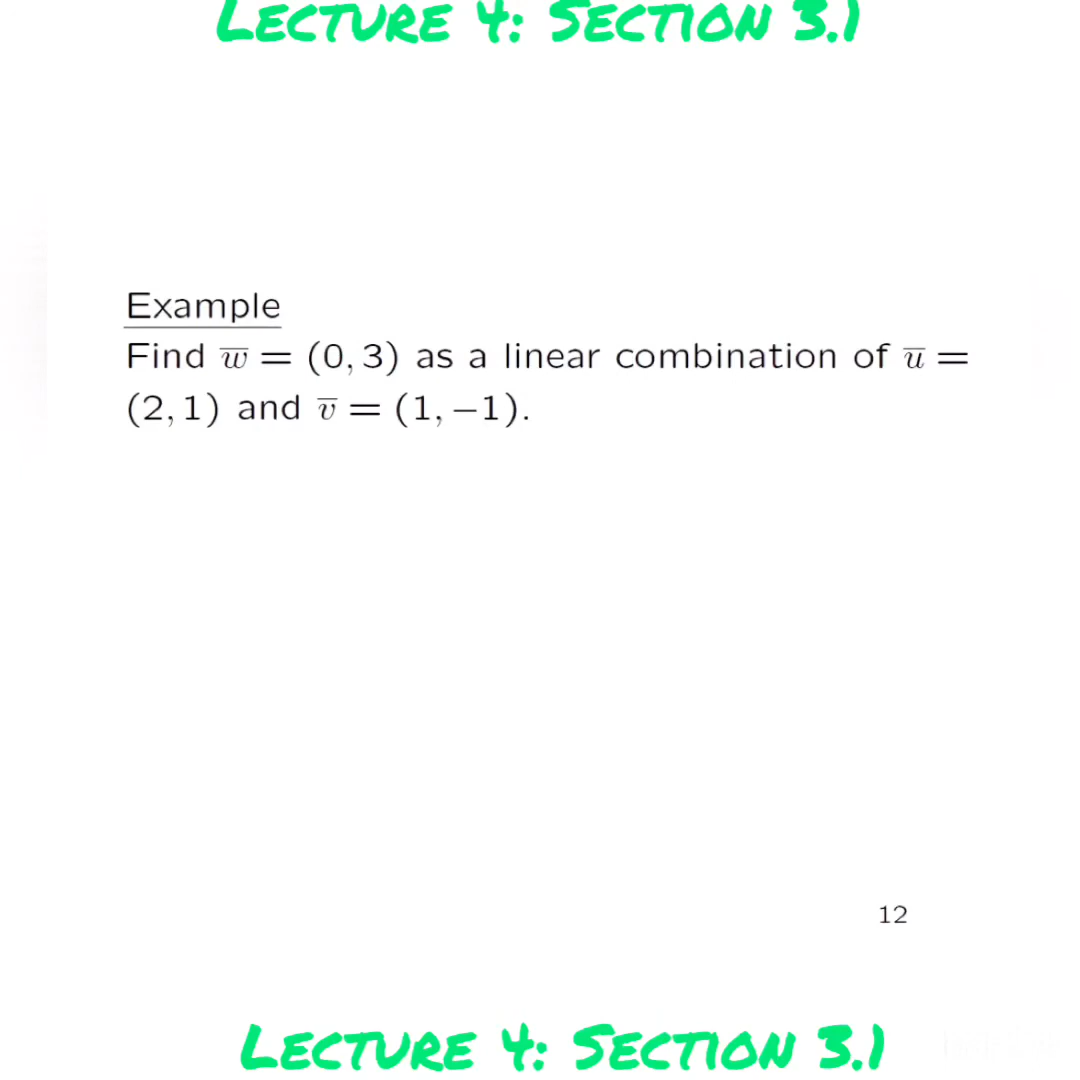 LECTURE 4: SECTION 3.1
Example
Find w̅ = (0, 3) as a linear combination of u̅ =
(2, 1) and v̅ = (1, −1).
12
LECTURE 4: SECTION 3.1